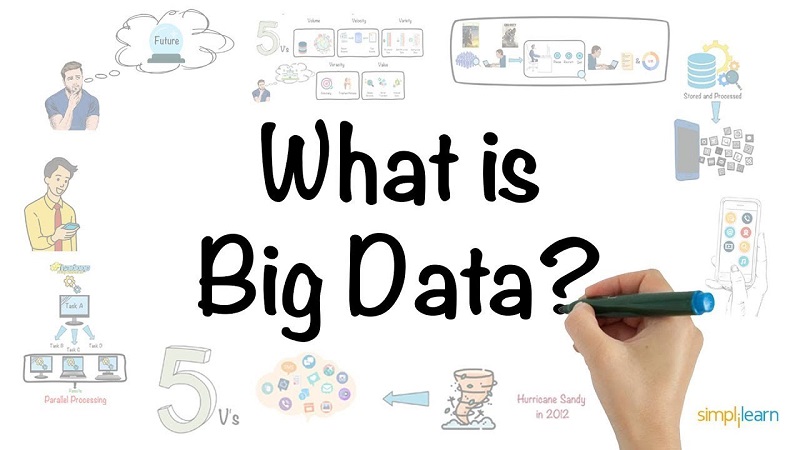 Future
5
V's
Volume
Velocity
Variety
Veracity
Value
&
Stored and Processed
What is
Big Data?
Task A
Task B
Task C
Task D
Parallel Processing
5 V's
Hurricane Sandy
in 2012
simplilearn